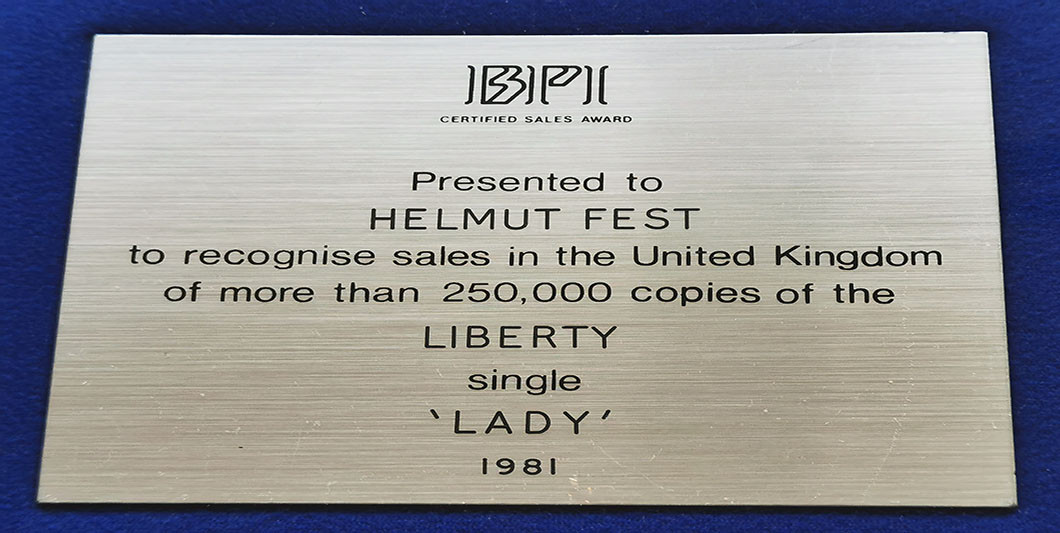 BPI
CERTIFIED SALES AWARD
Presented to
HELMUT FEST
to recognise sales in the United Kingdom
of more than 250,000 copies of the
LIBERTY
single
‘LADY’
1981